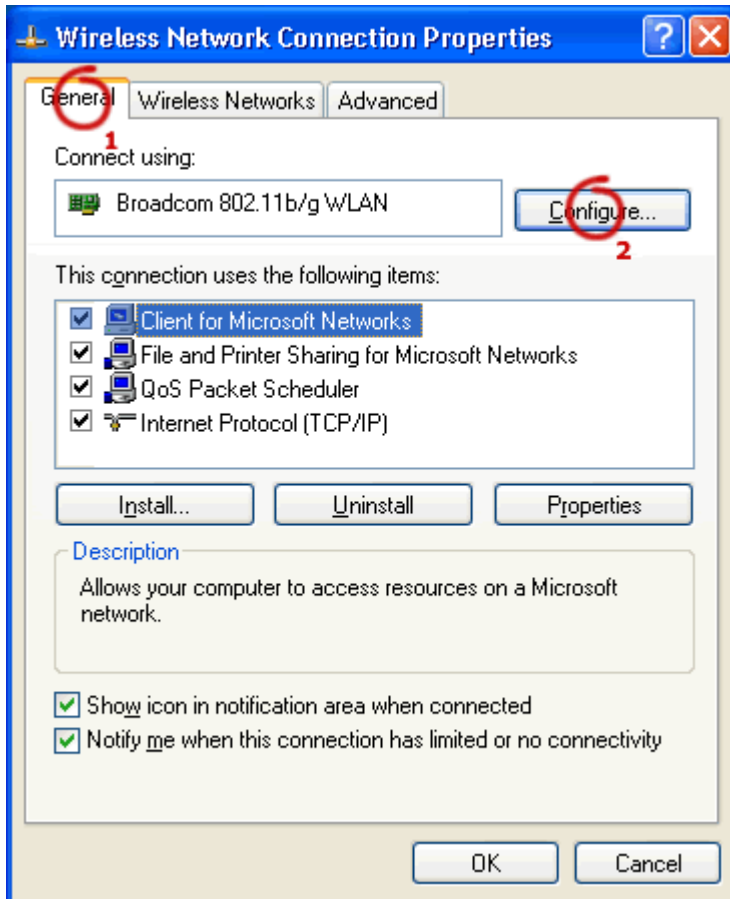 Wireless Network Connection Properties
General Wireless Networks Advanced
1
Connect using:
Broadcom 802.11b/g WLAN Configure...
2
This connection uses the following items:
Client for Microsoft Networks
File and Printer Sharing for Microsoft Networks
QoS Packet Scheduler
Internet Protocol (TCP/IP)
Install... Uninstall Properties
Description
Allows your computer to access resources on a Microsoft
network.
Show icon in notification area when connected
Notify me when this connection has limited or no connectivity
OK Cancel